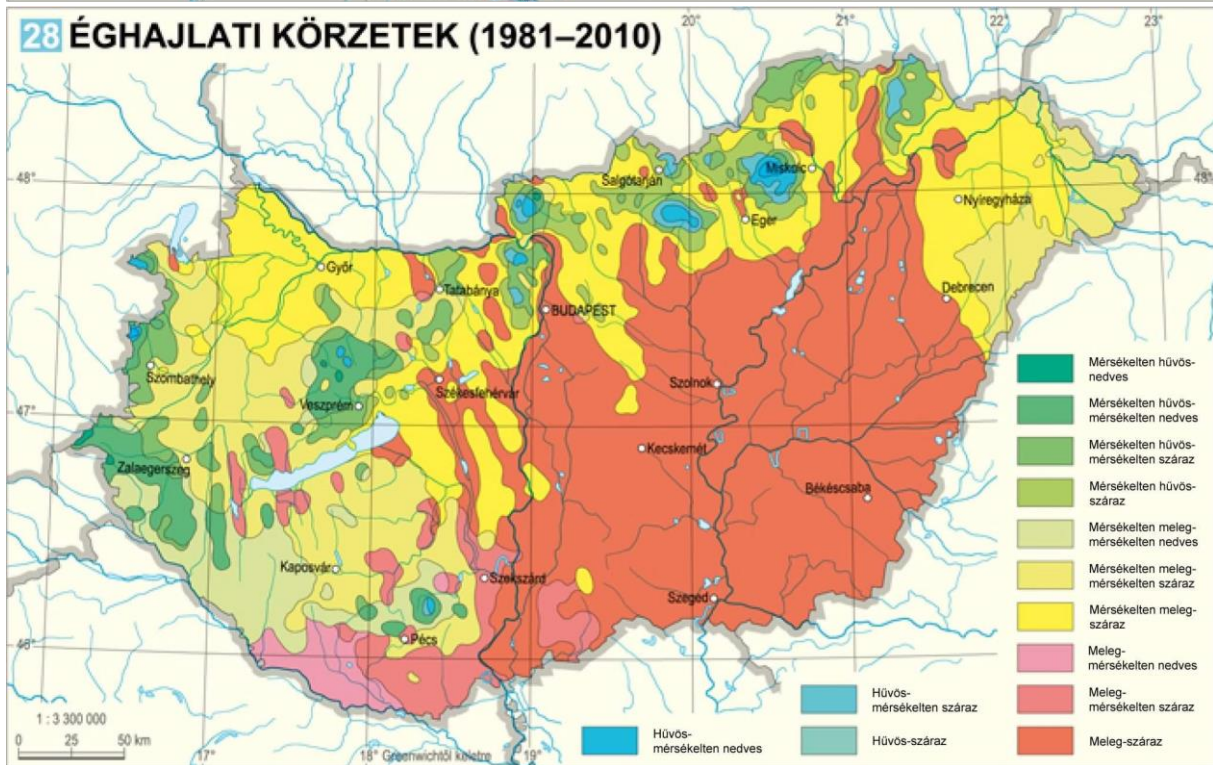 28 ÉGHAJLATI KÖRZETEK (1981–2010)
20°
21°
22°
23°
48°
48°
Salgótarján
Miskolc
Eger
Nyíregyháza
Győr
Tatabánya
BUDAPEST
Debrecen
Szombathely
Veszprém
Székesfehérvár
Szolnok
47°
Zalaegerszeg
Kecskemét
Békéscsaba
Kaposvár
Szekszárd
Szeged
46°
Pécs
Mérsékelten hűvös-
nedves
Mérsékelten hűvös-
mérsékelten nedves
Mérsékelten hűvös-
mérsékelten száraz
Mérsékelten hűvös-
száraz
Mérsékelten meleg-
mérsékelten nedves
Mérsékelten meleg-
mérsékelten száraz
Mérsékelten meleg-
száraz
Meleg-
mérsékelten nedves
Meleg-
mérsékelten száraz
Meleg-száraz
Hűvös-
mérsékelten száraz
Hűvös-száraz
Hűvös-
mérsékelten nedves
1 : 3 300 000
0 25 50 km
17°
18° Greenwichtől keletre
19°